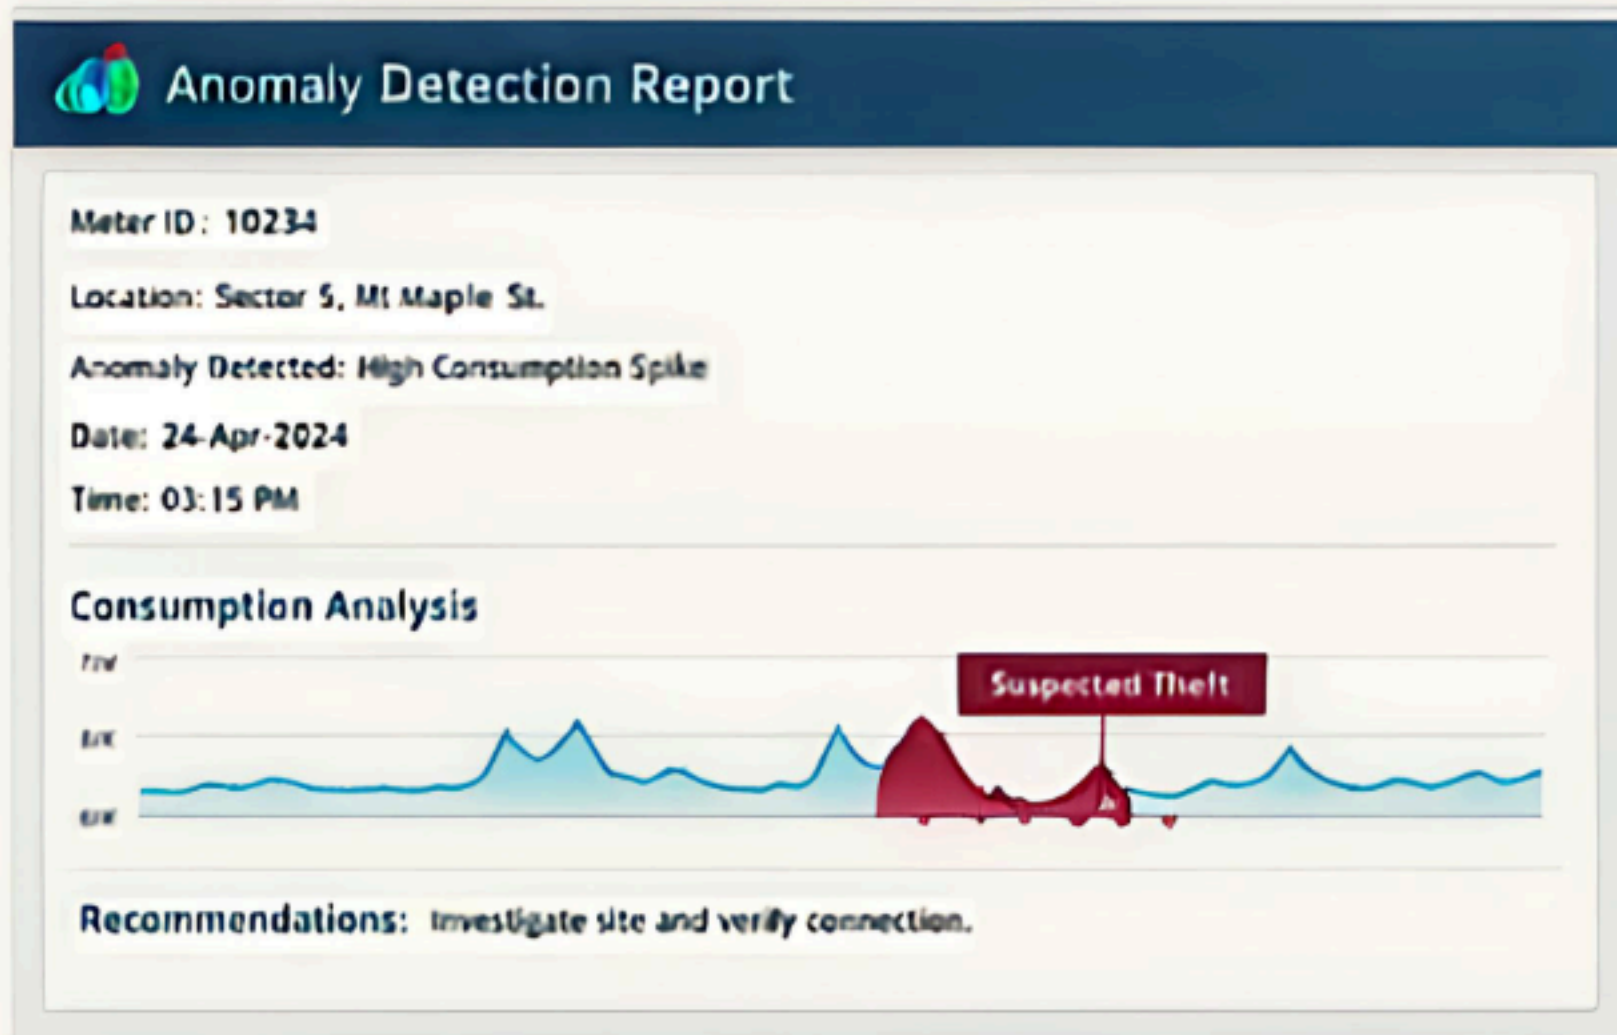 Anomaly Detection Report
Meter ID: 10234
Location: Sector 5, Mt Maple St.
Anomaly Detected: High Consumption Spike
Date: 24-Apr-2024
Time: 03:15 PM
Consumption Analysis
Suspected Theft
Recommendations: Investigate site and verify connection.